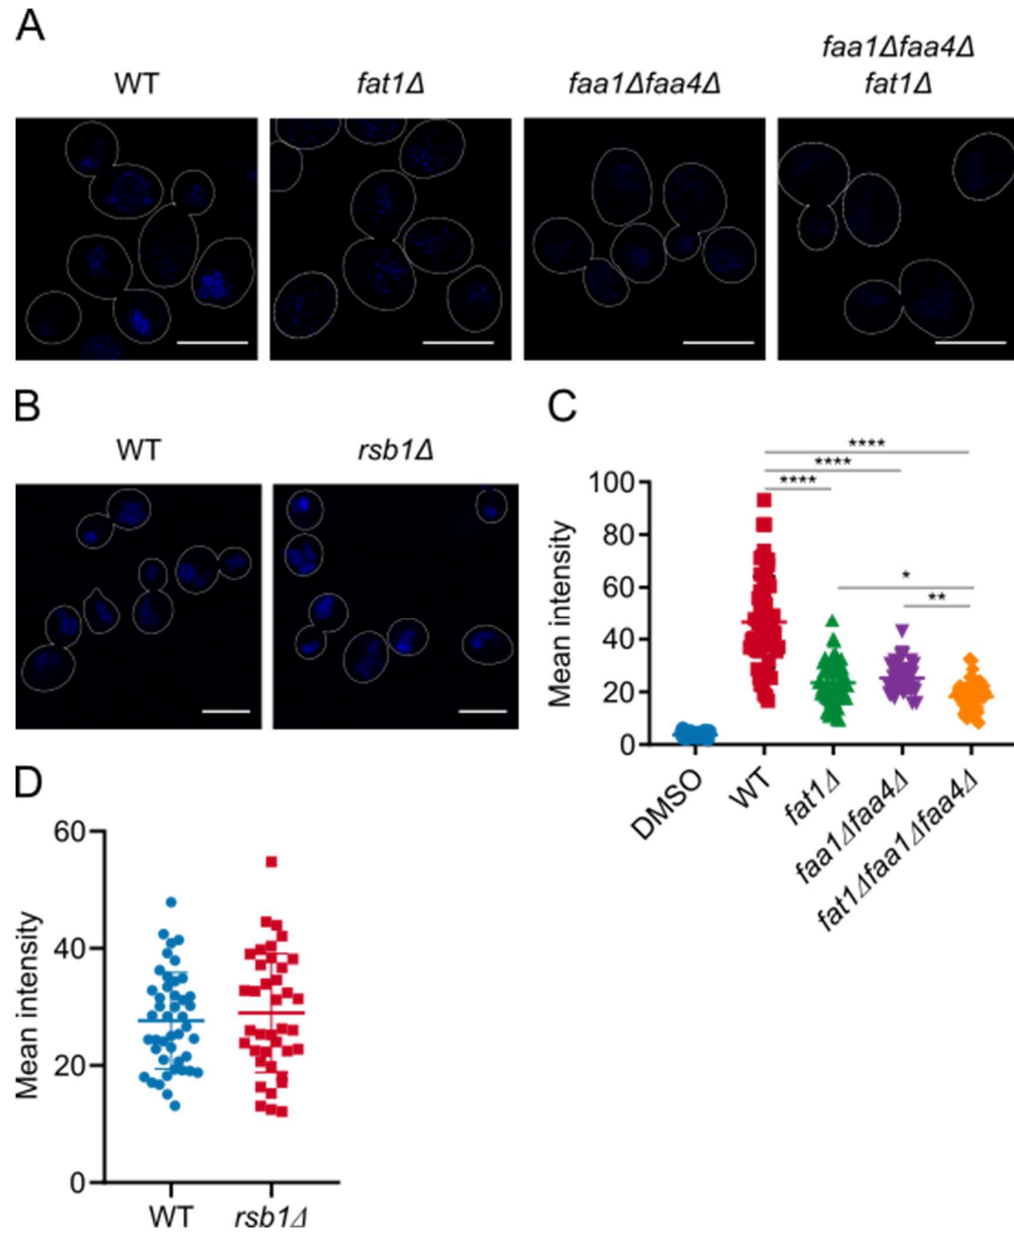 A
WT
fat1Δ
faa1Δfaa4Δ
faa1Δfaa4Δ
fat1Δ
B
WT
rsb1Δ
C
****
****
****
*
**
Mean intensity
100
80
60
40
20
0
DMSO
WT
fat1Δ
faa1Δfaa4Δ
fat1Δfaa1Δfaa4Δ
D
Mean intensity
60
40
20
0
WT
rsb1Δ